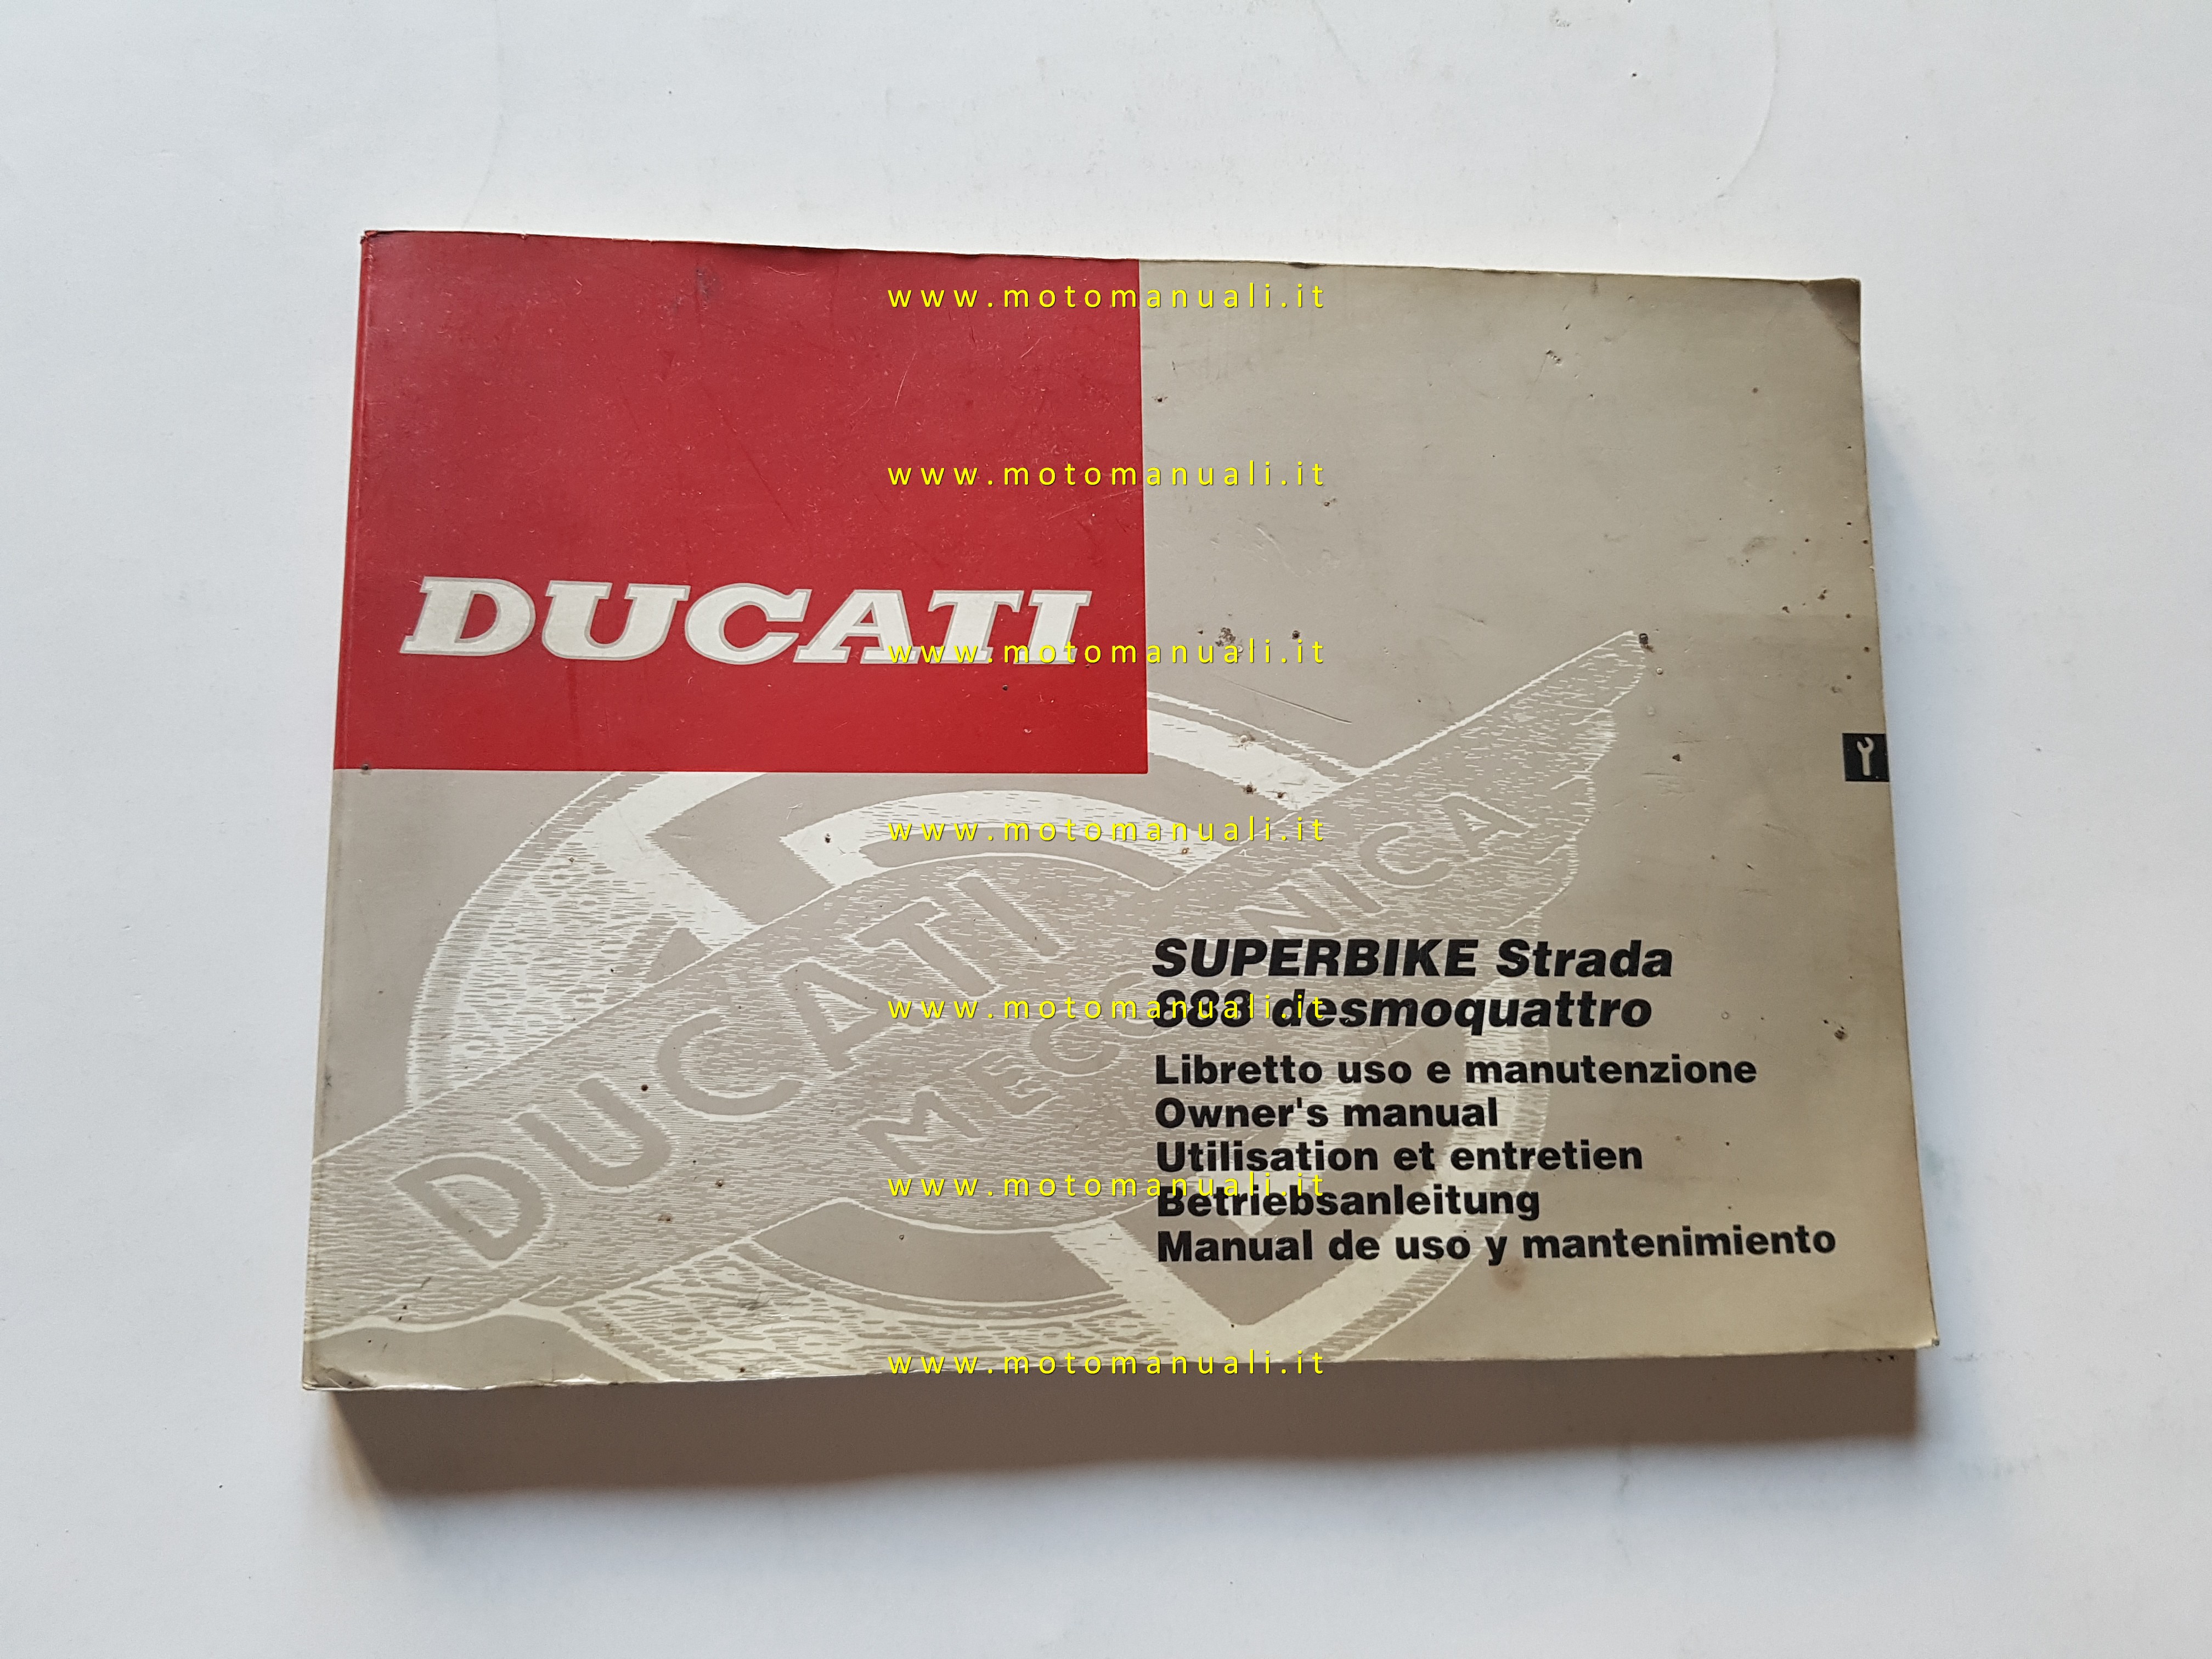 www.motomanuali.it
www.motomanuali.it
DUCATI
www.motomanuali.it
www.motomanuali.it
DUCATI
MECCANICA
SUPERBIKE Strada
888 desmoquattro
www.motomanuali.it
Libretto uso e manutenzione
Owner's manual
Utilisation et entretien
www.motomanuali.it
Betriebsanleitung
Manual de uso y mantenimiento
www.motomanuali.it